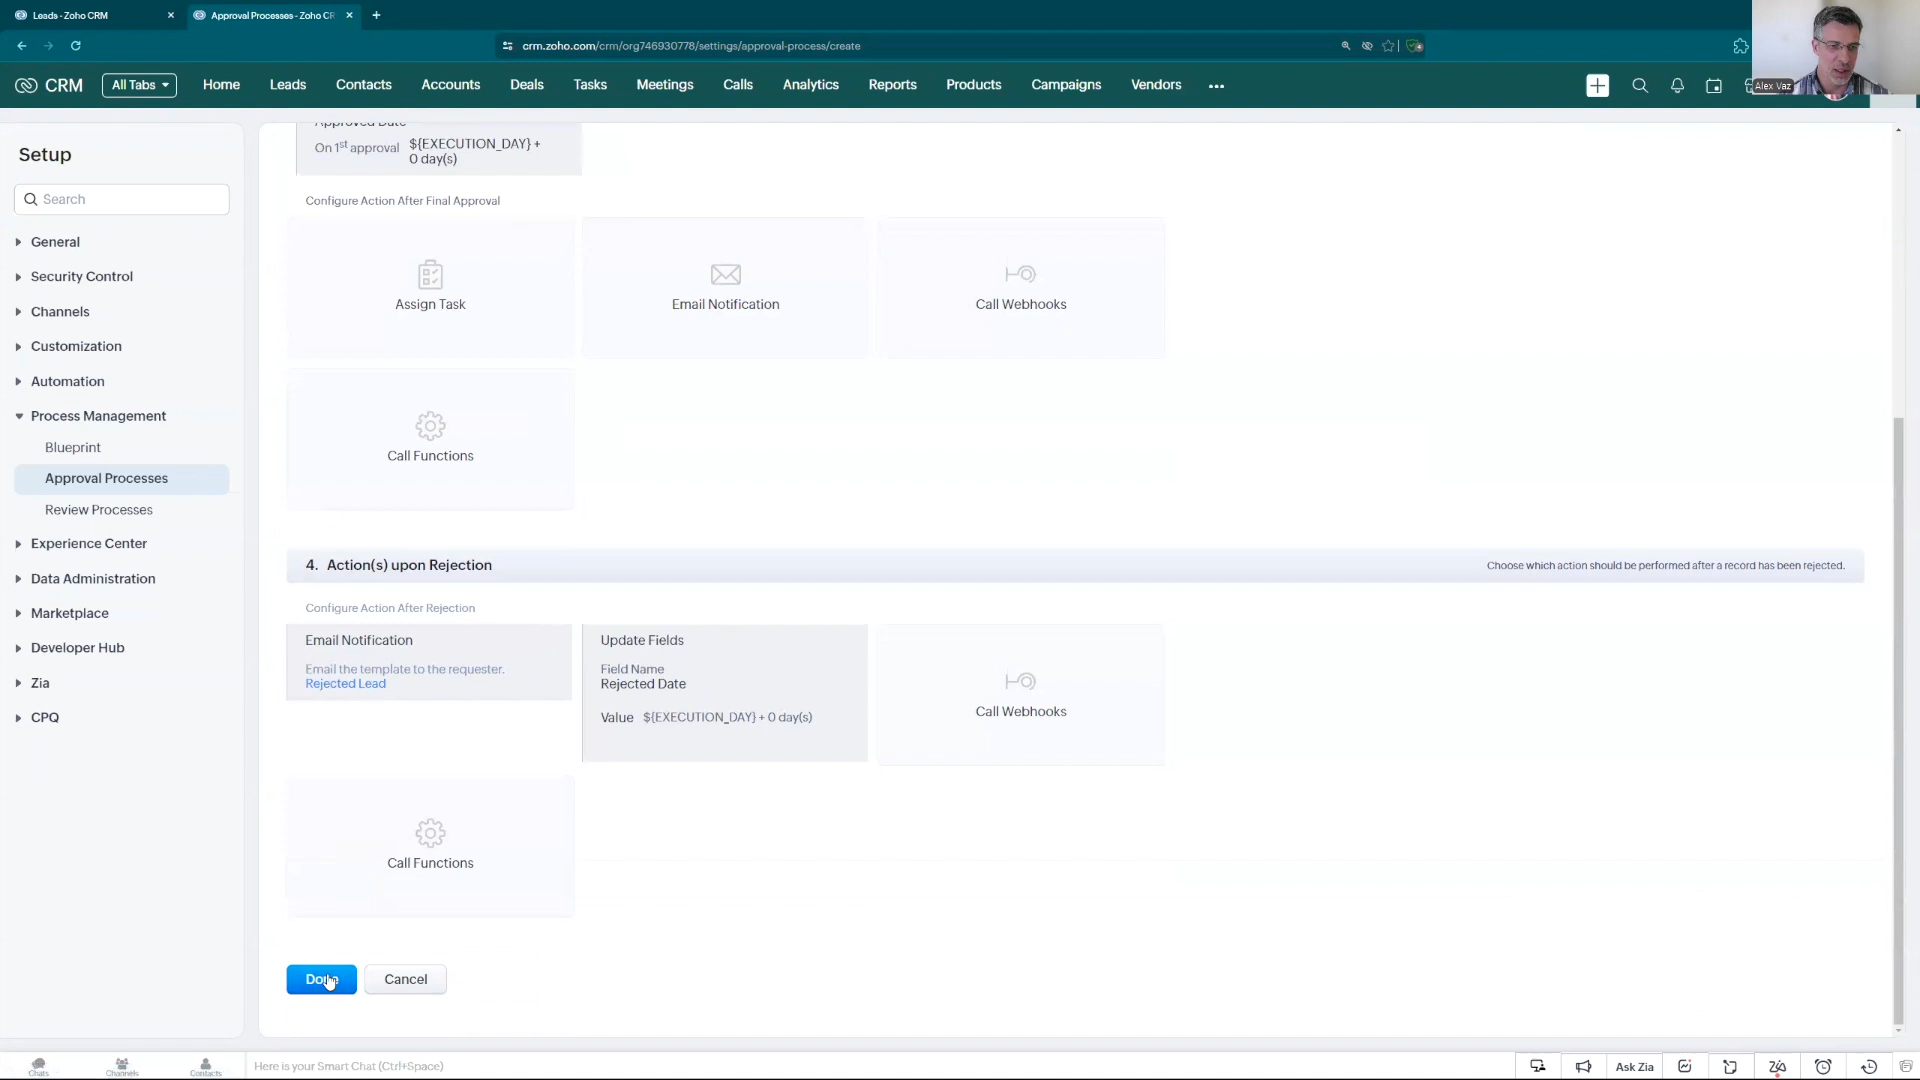 Leads - Zoho CRM
Approval Processes - Zoho CR
crm.zoho.com/crm/org746930778/settings/approval-process/create
CRM
All Tabs
Home
Leads
Contacts
Accounts
Deals
Tasks
Meetings
Calls
Analytics
Reports
Products
Campaigns
Vendors
Alex Vaz
Setup
Search
General
Security Control
Channels
Customization
Automation
Process Management
Blueprint
Approval Processes
Review Processes
Experience Center
Data Administration
Marketplace
Developer Hub
Zia
CPQ
Approved Date
On 1st approval
${EXECUTION_DAY} +
0 day(s)
Configure Action After Final Approval
Assign Task
Email Notification
Call Webhooks
Call Functions
4. Action(s) upon Rejection
Choose which action should be performed after a record has been rejected.
Configure Action After Rejection
Email Notification
Email the template to the requester.
Rejected Lead
Update Fields
Field Name
Rejected Date
Value ${EXECUTION_DAY} + 0 day(s)
Call Webhooks
Call Functions
Done
Cancel
Chats
Channels
Contacts
Here is your Smart Chat (Ctrl+Space)
Ask Zia